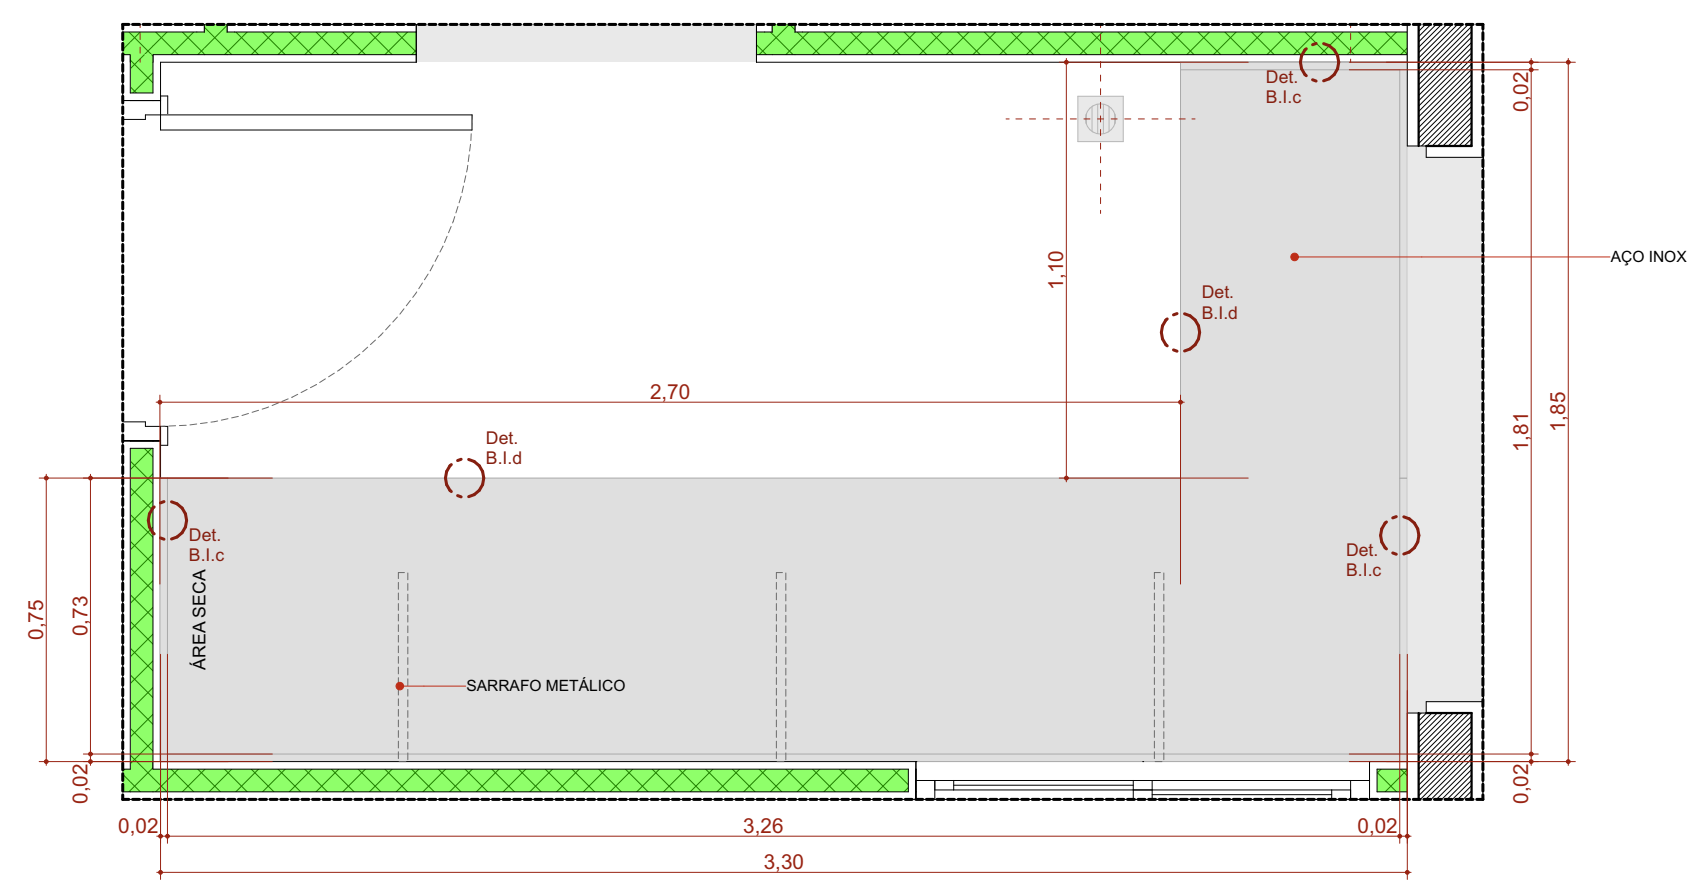 Det.
B.I.c
0,02
AÇO INOX
1,10
Det.
B.I.d
2,70
1,81
1,85
Det.
B.I.d
Det.
B.I.c
Det.
B.I.c
ÁREA SECA
0,75
0,73
SARRAFO METÁLICO
0,02
0,02
0,02
3,26
0,02
3,30